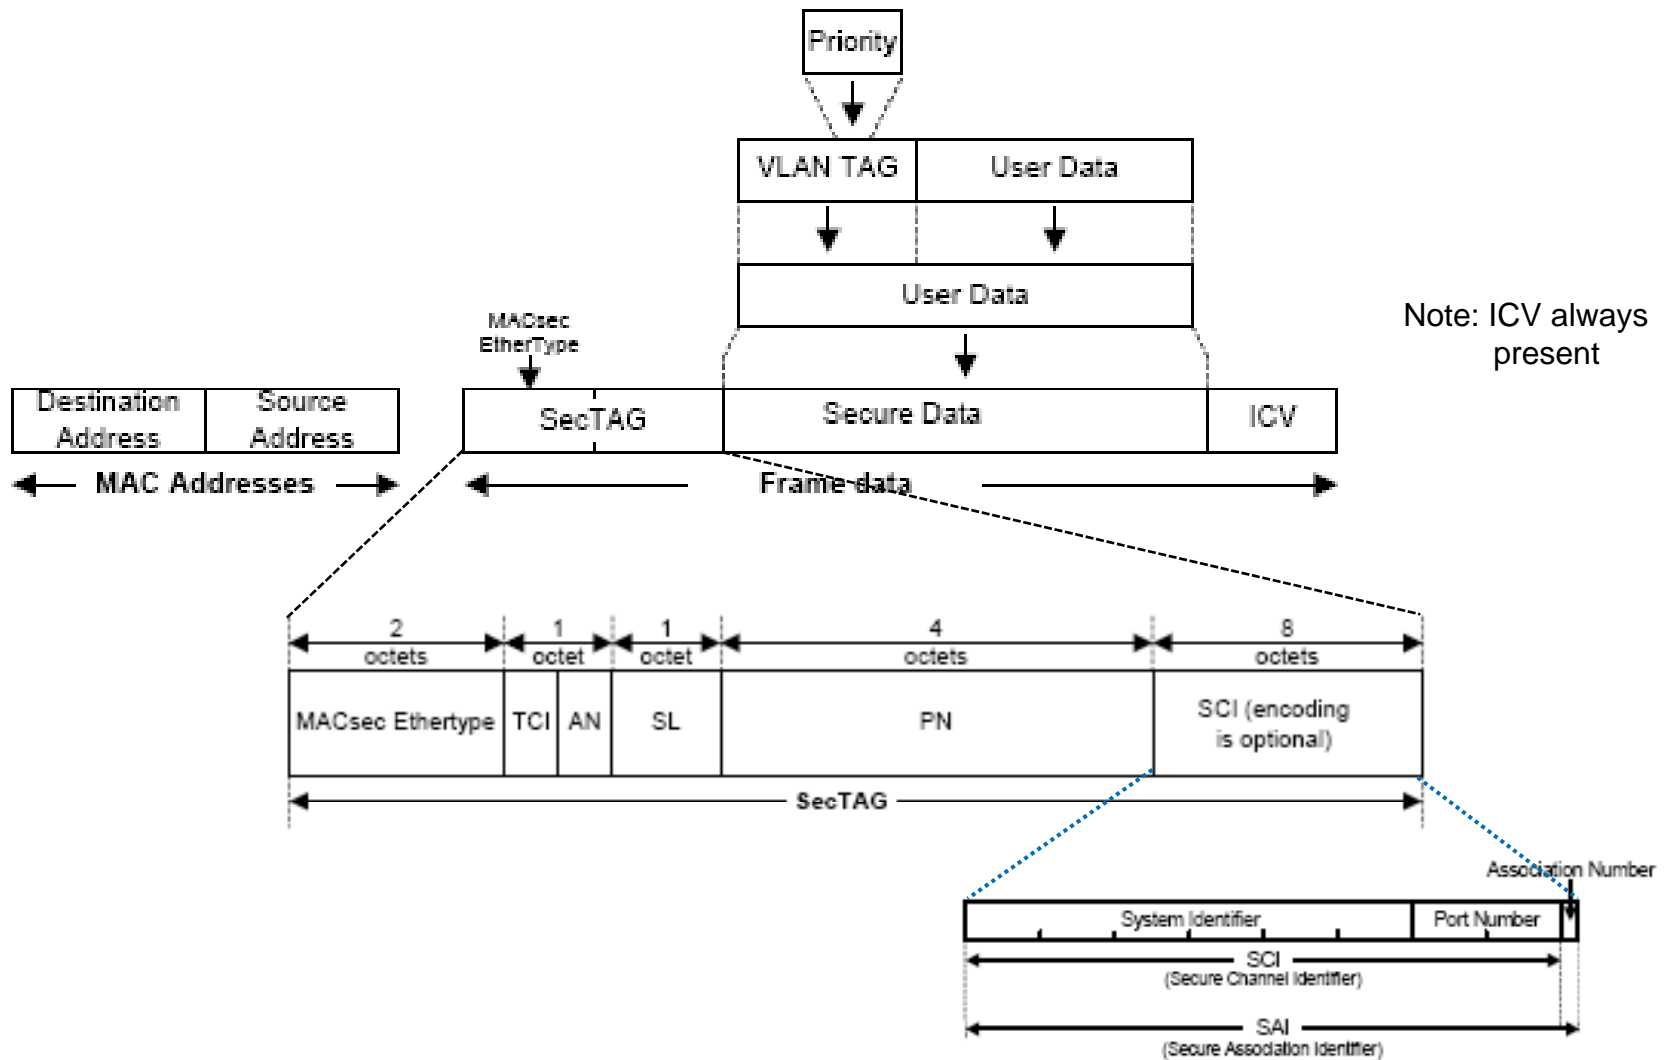 Priority
VLAN TAG
User Data
User Data
MACsec
EtherType
Note: ICV always
present
Destination
Address
Source
Address
SecTAG
Secure Data
ICV
MAC Addresses
Frame data
2
octets
1
octet
1
octet
4
octets
8
octets
MACsec Ethertype
TCI
AN
SL
PN
SCI (encoding
is optional)
SecTAG
Association Number
System Identifier
Port Number
SCI
(Secure Channel Identifier)
SAI
(Secure Association Identifier)